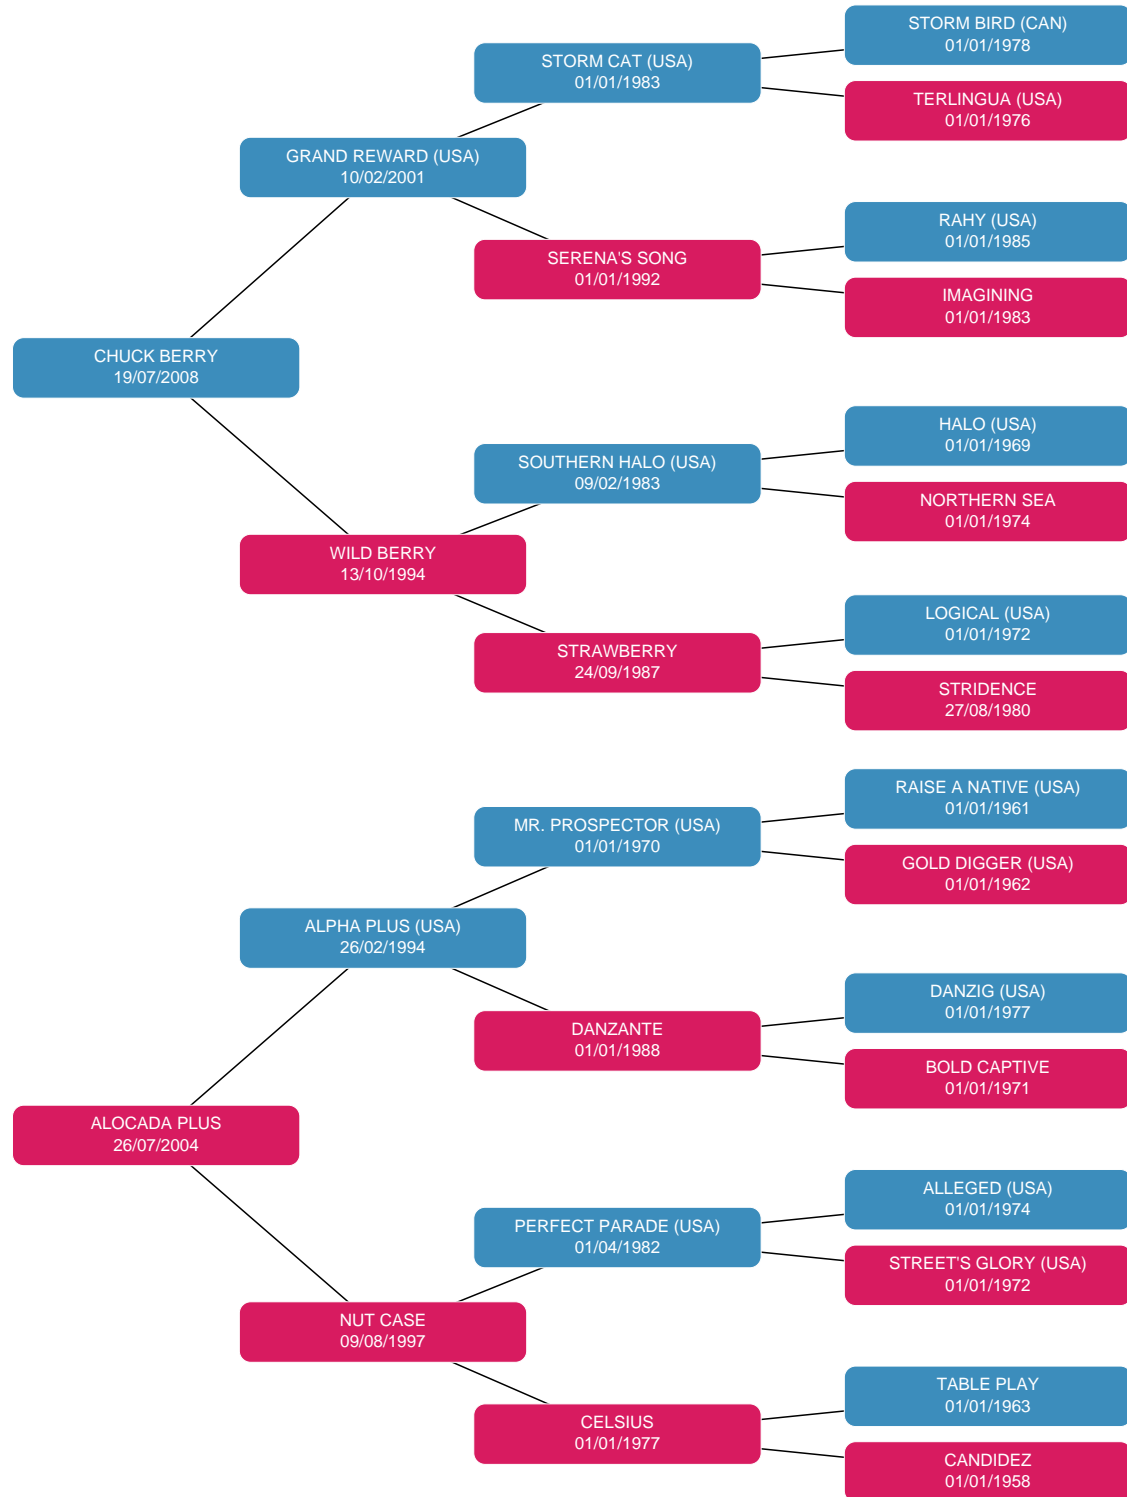 STORM BIRD (CAN)
01/01/1978
STORM CAT (USA)
01/01/1983
TERLINGUA (USA)
01/01/1976
GRAND REWARD (USA)
10/02/2001
RAHY (USA)
01/01/1985
SERENA'S SONG
01/01/1992
IMAGINING
01/01/1983
CHUCK BERRY
19/07/2008
HALO (USA)
01/01/1969
SOUTHERN HALO (USA)
09/02/1983
NORTHERN SEA
01/01/1974
WILD BERRY
13/10/1994
LOGICAL (USA)
01/01/1972
STRAWBERRY
24/09/1987
STRIDENCE
27/08/1980
RAISE A NATIVE (USA)
01/01/1961
MR. PROSPECTOR (USA)
01/01/1970
GOLD DIGGER (USA)
01/01/1962
ALPHA PLUS (USA)
26/02/1994
DANZIG (USA)
01/01/1977
DANZANTE
01/01/1988
BOLD CAPTIVE
01/01/1971
ALOCADA PLUS
26/07/2004
ALLEGED (USA)
01/01/1974
PERFECT PARADE (USA)
01/04/1982
STREET'S GLORY (USA)
01/01/1972
NUT CASE
09/08/1997
TABLE PLAY
01/01/1963
CELSIUS
01/01/1977
CANDIDEZ
01/01/1958